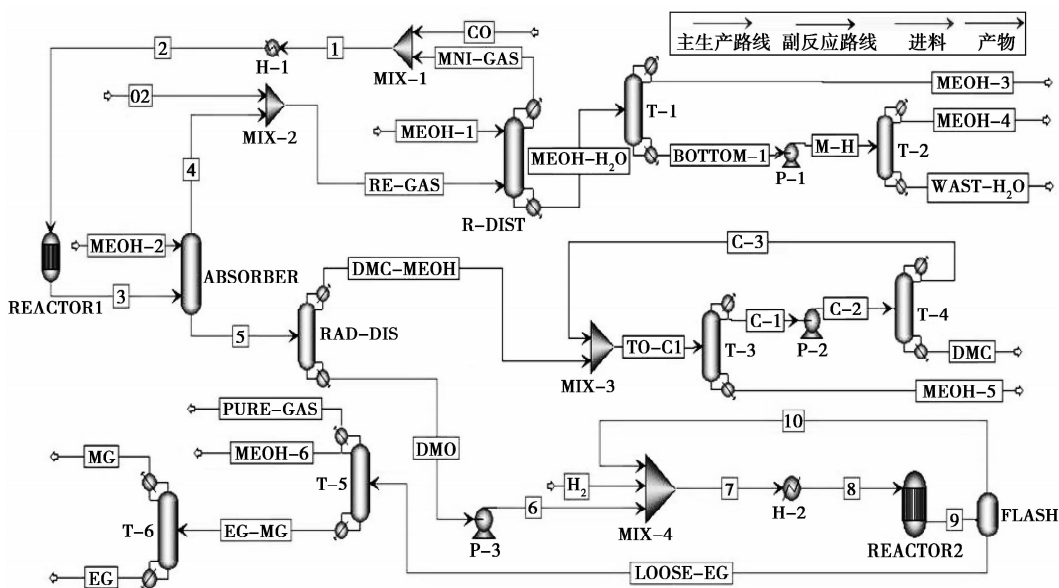 CO
2
1
MNI-GAS
H-1
MIX-1
主生产路线
副反应路线
进料
产物
O2
MIX-2
MEOH-1
T-1
MEOH-3
MEOH-4
4
MEOH-H₂O
BOTTOM-1
M-H
P-1
T-2
RE-GAS
R-DIST
WAST-H₂O
MEOH-2
REACTOR1
3
ABSORBER
DMC-MEOH
C-3
5
RAD-DIS
TO-C1
MIX-3
T-3
C-1
P-2
C-2
T-4
DMC
MEOH-5
PURE-GAS
DMO
10
MG
MEOH-6
T-5
H₂
7
8
T-6
EG-MG
P-3
6
MIX-4
H-2
REACTOR2
9
FLASH
EG
LOOSE-EG